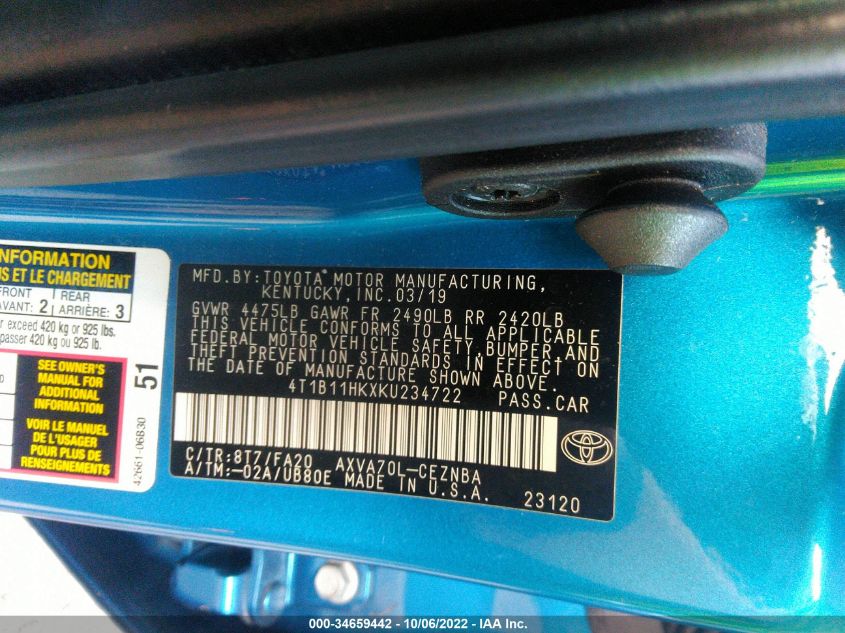 INFORMATION
US ET LE CHARGEMENT
FRONT
AVANT: 2
REAR
ARRIÈRE: 3
exceed 420 kg or 925 lbs.
passer 420 kg ou 925 lb.
SEE OWNER'S
MANUAL FOR
ADDITIONAL
INFORMATION
VOIR LE MANUEL
DE L'USAGER
POUR PLUS DE
RENSEIGNEMENTS
51
42661-06B30
MFD.BY:TOYOTA MOTOR MANUFACTURING,
KENTUCKY, INC. 03/19
GVWR 4475LB GAWR FR 2490LB RR 2420LB
THIS VEHICLE CONFORMS TO ALL APPLICABLE
FEDERAL MOTOR VEHICLE SAFETY, BUMPER, AND
THEFT PREVENTION STANDARDS IN EFFECT ON
THE DATE OF MANUFACTURE SHOWN ABOVE.
4T1B11HKXKU234722 PASS.CAR
C/TR:8T7/FA20 AXVA70L-CEZNBA
A/TM:-02A/UB80E MADE IN U.S.A.
23120
000-34659442 - 10/06/2022 - IAA Inc.